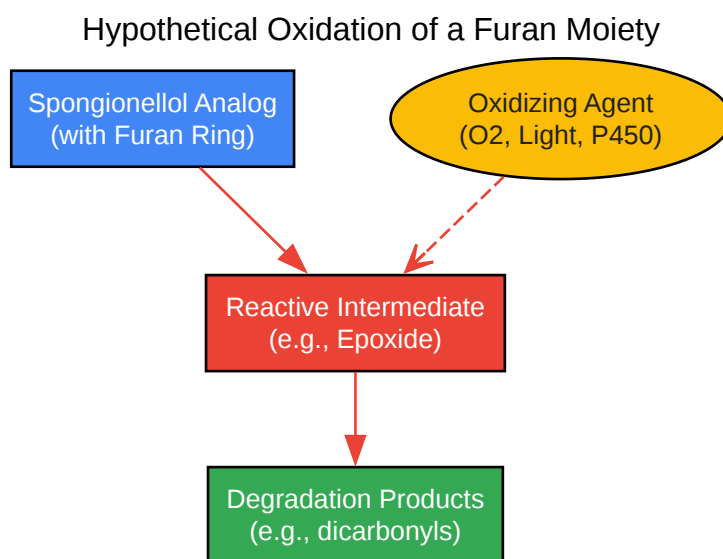 Hypothetical Oxidation of a Furan Moiety
Spongionellol Analog
(with Furan Ring)
Oxidizing Agent
(O2, Light, P450)
Reactive Intermediate
(e.g., Epoxide)
Degradation Products
(e.g., dicarbonyls)